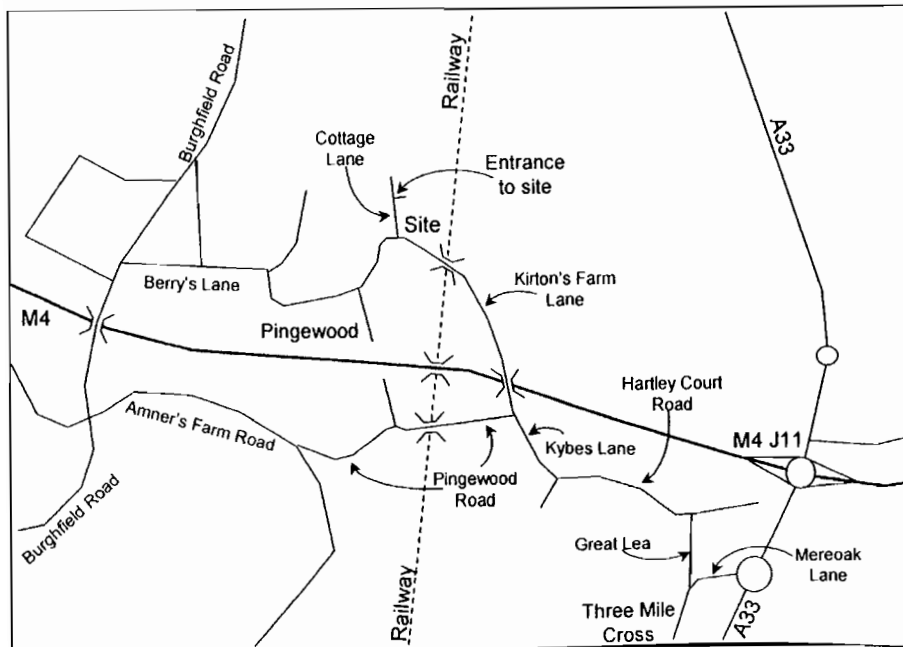 Burghfield Road
Railway
A33
Cottage
Lane
Entrance
to site
Site
Berry's Lane
Kirton's Farm
Lane
M4
Pingewood
Hartley Court
Road
Amner's Farm Road
M4 J11
Kybes Lane
Pingewood
Road
Burghfield Road
Great Lea
Mereoak
Lane
Railway
Three Mile
Cross
A33